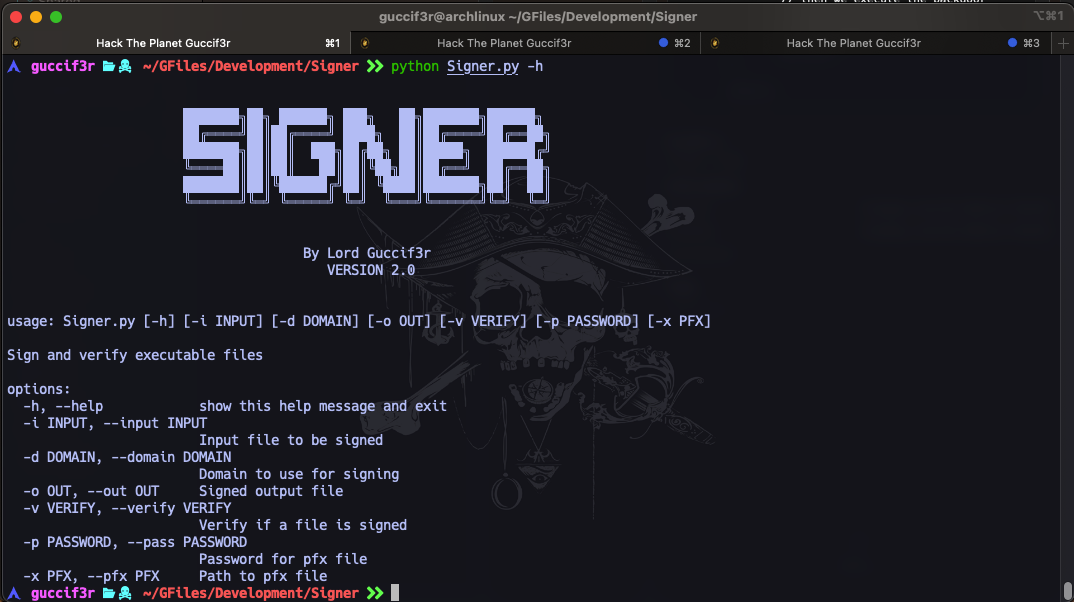 // then we execute the backdoor
guccif3r@archlinux ~/GFiles/Development/Signer
⌥⌘1
Hack The Planet Guccif3r ⌘1
Hack The Planet Guccif3r ⌘2
Hack The Planet Guccif3r ⌘3
guccif3r ~/GFiles/Development/Signer python Signer.py -h
SIGNER
By Lord Guccif3r
VERSION 2.0
usage: Signer.py [-h] [-i INPUT] [-d DOMAIN] [-o OUT] [-v VERIFY] [-p PASSWORD] [-x PFX]
Sign and verify executable files
options:
-h, --help show this help message and exit
-i INPUT, --input INPUT
Input file to be signed
-d DOMAIN, --domain DOMAIN
Domain to use for signing
-o OUT, --out OUT Signed output file
-v VERIFY, --verify VERIFY
Verify if a file is signed
-p PASSWORD, --pass PASSWORD
Password for pfx file
-x PFX, --pfx PFX Path to pfx file
guccif3r ~/GFiles/Development/Signer